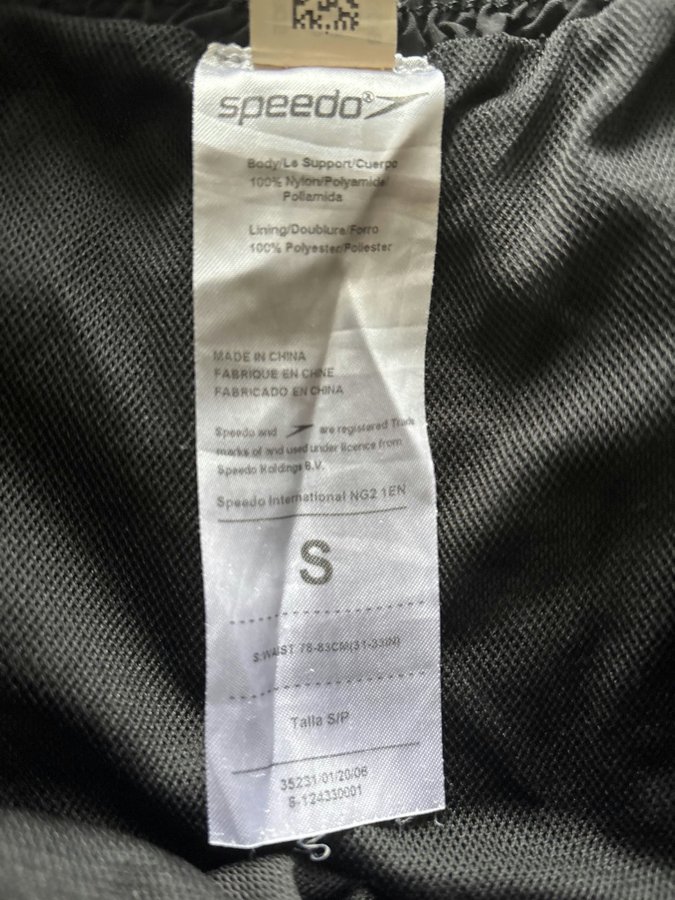 speedo®
Body/Le Support/Cuerpo
100% Nylon/Polyamide
Poliamida
Lining/Doublure/Forro
100% Polyester/Poliester
MADE IN CHINA
FABRIQUE EN CHINE
FABRICADO EN CHINA
Speedo and are registered Trade
marks of and used under licence from
Speedo Holdings B.V.
Speedo International NG2 1EN
S
S:WAIST 78-83CM(31-33IN)
Talla S/P
35231/01/20/06
S-124330001